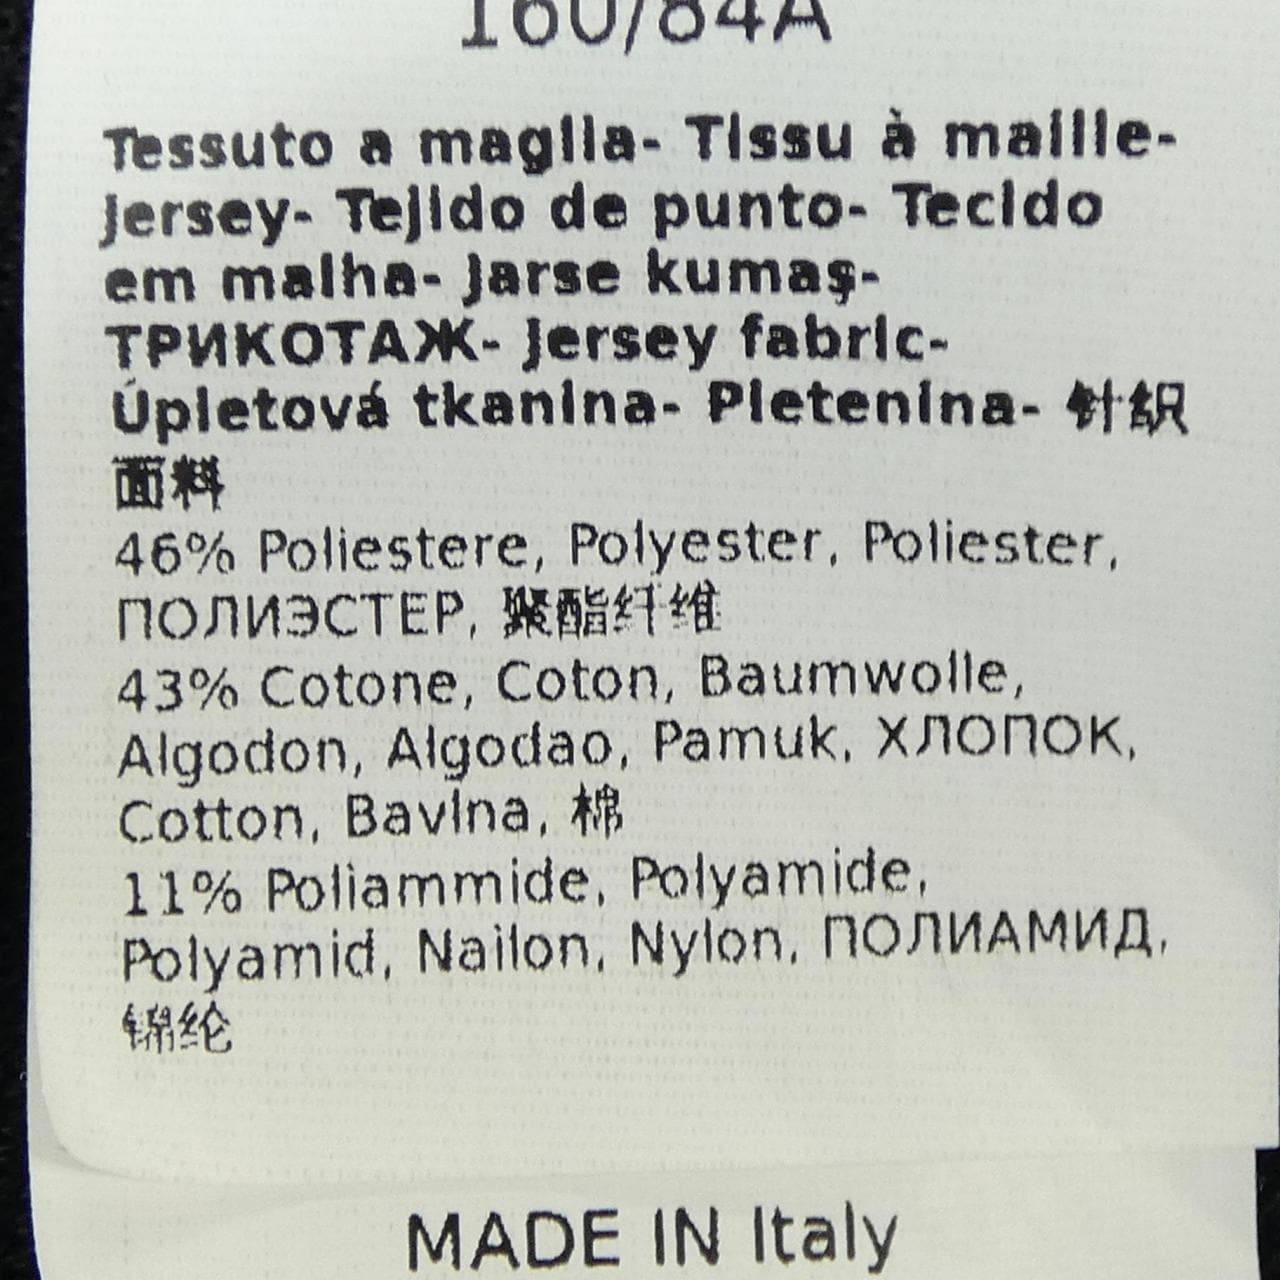 160/84A
Tessuto a maglia- Tissu à maille-
Jersey- Tejido de punto- Tecido
em malha- Jarse kumaş-
ТРИКОТАЖ- Jersey fabric-
Úpletová tkanina- Pletenina- 针织
面料
46% Poliestere, Polyester, Poliester,
ПОЛИЭСТЕР, 聚酯纤维
43% Cotone, Coton, Baumwolle,
Algodon, Algodao, Pamuk, ХЛОПОК,
Cotton, Bavlna, 棉
11% Poliammide, Polyamide,
Polyamid, Nailon, Nylon, ПОЛИАМИД,
锦纶
MADE IN Italy